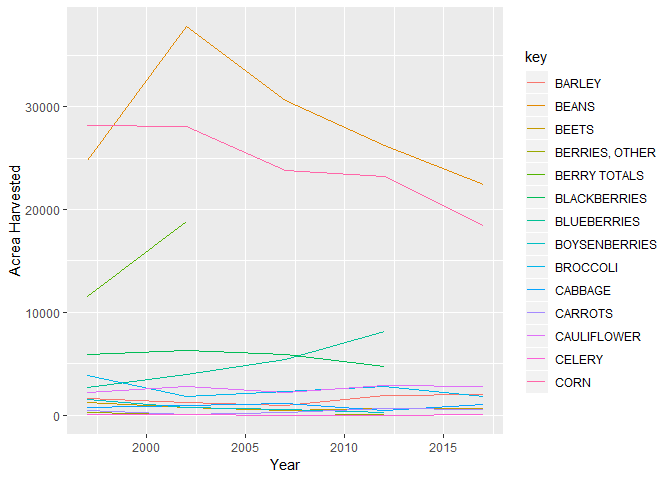 key
BARLEY
BEANS
BEETS
BERRIES, OTHER
BERRY TOTALS
BLACKBERRIES
BLUEBERRIES
BOYSENBERRIES
BROCCOLI
CABBAGE
CARROTS
CAULIFLOWER
CELERY
CORN
Acrea Harvested
30000
20000
10000
0
2000 2005 2010 2015
Year